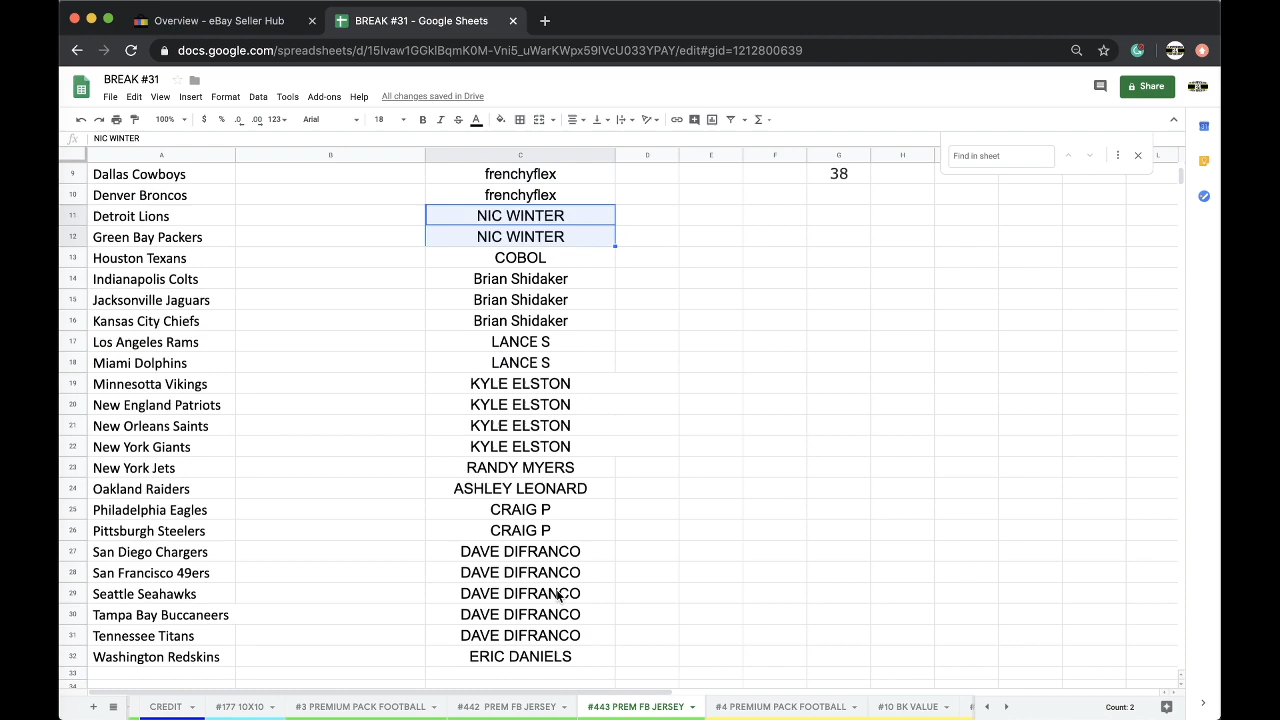 Overview - eBay Seller Hub
BREAK #31 - Google Sheets
docs.google.com/spreadsheets/d/15Ivaw1GGklBqmK0M-Vni5_uWarKWpx59IVcU033YPAY/edit#gid=1212800639
BREAK #31
File Edit View Insert Format Data Tools Add-ons Help All changes saved in Drive
Share
100% $ % .0 .00 123 Arial 18 B I S A
fx NIC WINTER
Find in sheet
A B C D E F G H L
9 Dallas Cowboys frenchyflex 38
10 Denver Broncos frenchyflex
11 Detroit Lions NIC WINTER
12 Green Bay Packers NIC WINTER
13 Houston Texans COBOL
14 Indianapolis Colts Brian Shidaker
15 Jacksonville Jaguars Brian Shidaker
16 Kansas City Chiefs Brian Shidaker
17 Los Angeles Rams LANCE S
18 Miami Dolphins LANCE S
19 Minnesotta Vikings KYLE ELSTON
20 New England Patriots KYLE ELSTON
21 New Orleans Saints KYLE ELSTON
22 New York Giants KYLE ELSTON
23 New York Jets RANDY MYERS
24 Oakland Raiders ASHLEY LEONARD
25 Philadelphia Eagles CRAIG P
26 Pittsburgh Steelers CRAIG P
27 San Diego Chargers DAVE DIFRANCO
28 San Francisco 49ers DAVE DIFRANCO
29 Seattle Seahawks DAVE DIFRANCO
30 Tampa Bay Buccaneers DAVE DIFRANCO
31 Tennessee Titans DAVE DIFRANCO
32 Washington Redskins ERIC DANIELS
33
34
CREDIT #177 10X10 #3 PREMIUM PACK FOOTBALL #442 PREM FB JERSEY #443 PREM FB JERSEY #4 PREMIUM PACK FOOTBALL #10 BK VALUE Count: 2